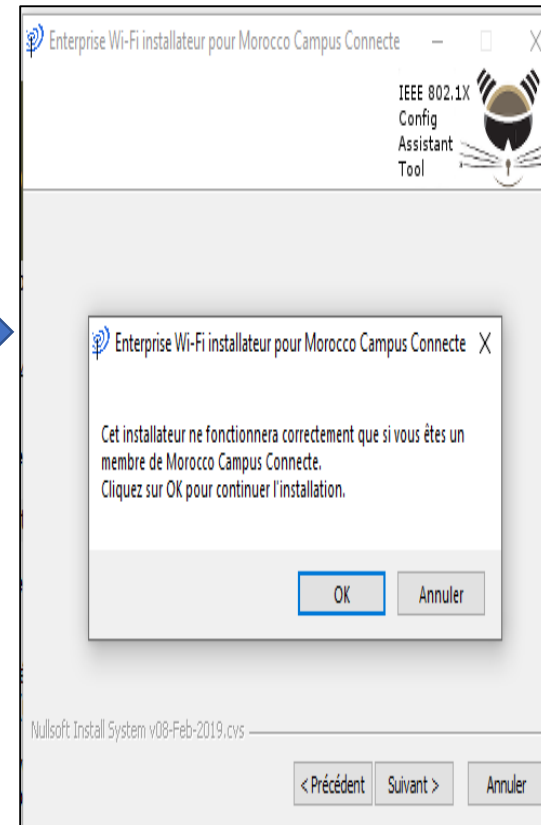 Enterprise Wi-Fi installateur pour Morocco Campus Connecte
IEEE 802.1X
Config
Assistant
Tool
Enterprise Wi-Fi installateur pour Morocco Campus Connecte
Cet installateur ne fonctionnera correctement que si vous êtes un
membre de Morocco Campus Connecte.
Cliquez sur OK pour continuer l'installation.
OK
Annuler
Nullsoft Install System v08-Feb-2019.cvs
< Précédent
Suivant >
Annuler